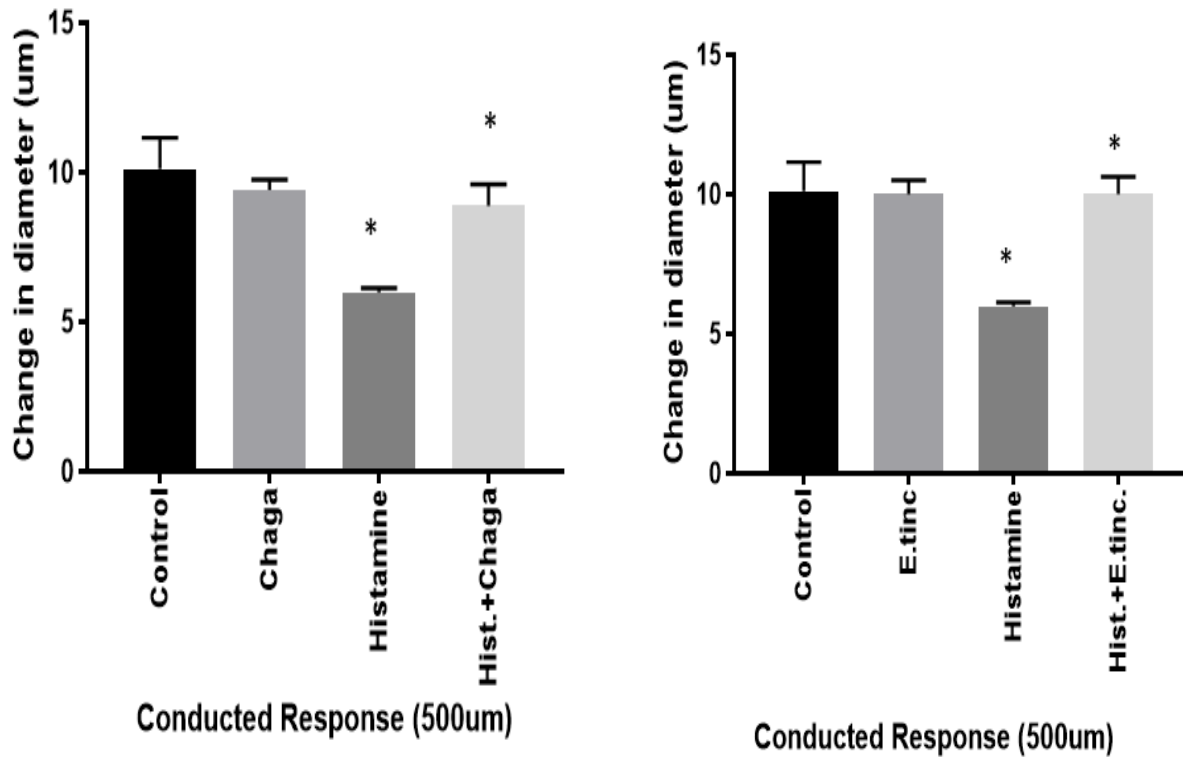 Change in diameter (um)
15
10
5
0
*
*
Control
Chaga
Histamine
Hist.+Chaga
Conducted Response (500um)
Change in diameter (um)
15
10
5
0
*
*
Control
E.tinc
Histamine
Hist.+E.tinc.
Conducted Response (500um)